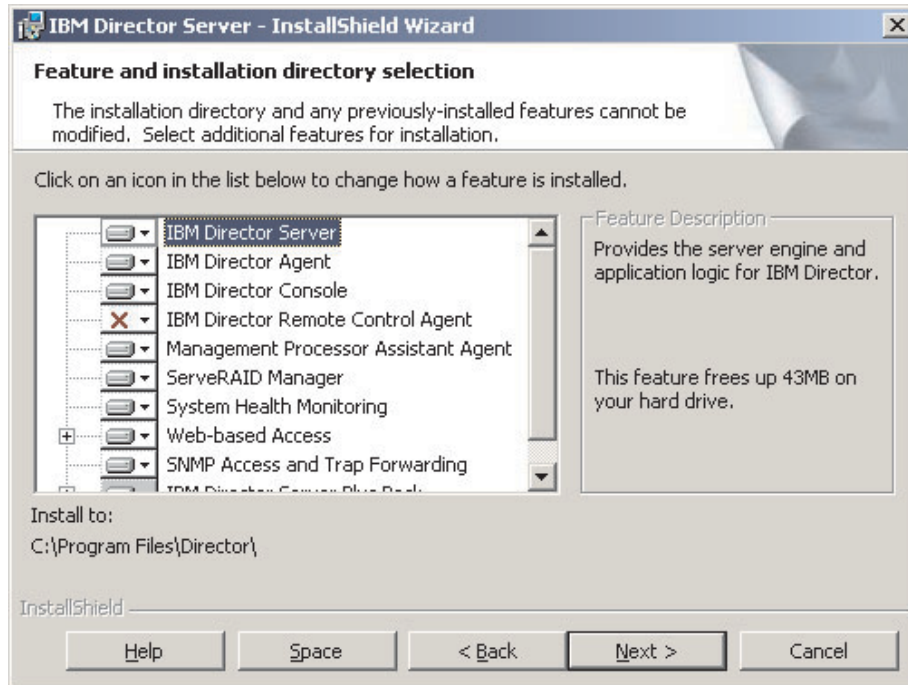 IBM Director Server - InstallShield Wizard
Feature and installation directory selection
The installation directory and any previously-installed features cannot be
modified. Select additional features for installation.
Click on an icon in the list below to change how a feature is installed.
IBM Director Server
IBM Director Agent
IBM Director Console
IBM Director Remote Control Agent
Management Processor Assistant Agent
ServeRAID Manager
System Health Monitoring
Web-based Access
SNMP Access and Trap Forwarding
IBM Director Server Plus Pack
Feature Description
Provides the server engine and
application logic for IBM Director.
This feature frees up 43MB on
your hard drive.
Install to:
C:\Program Files\Director\
InstallShield
Help
Space
< Back
Next >
Cancel